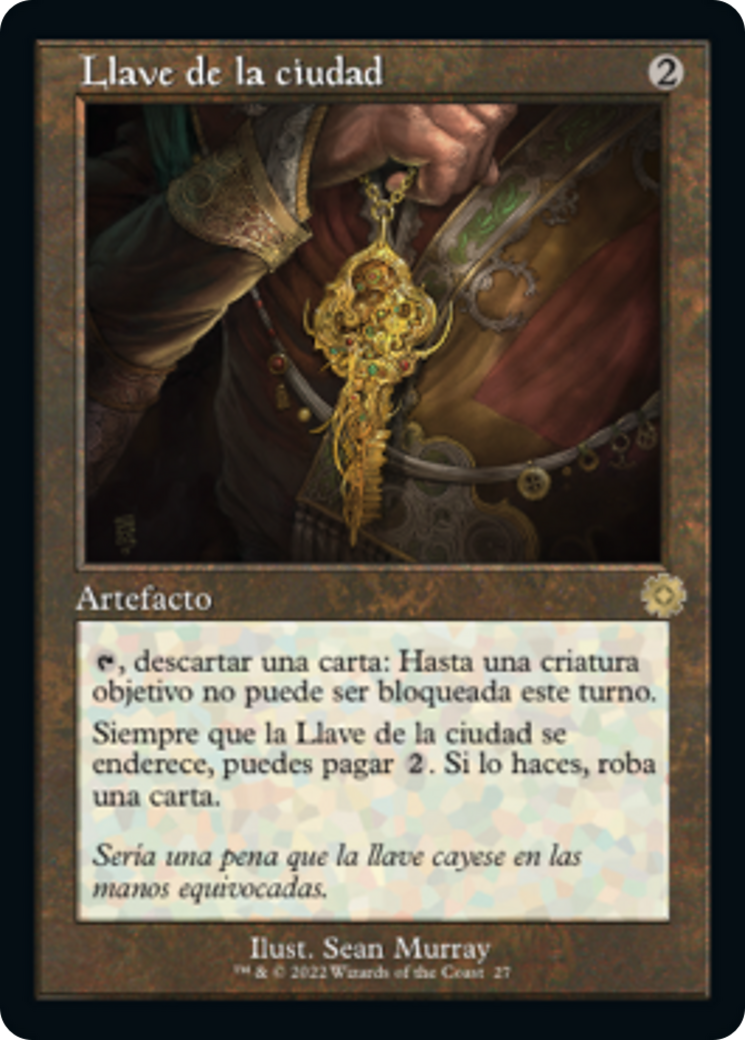 Llave de la ciudad 2
Artefacto
, descartar una carta: Hasta una criatura
objetivo no puede ser bloqueada este turno.
Siempre que la Llave de la ciudad se
enderece, puedes pagar 2. Si lo haces, roba
una carta.
Sería una pena que la llave cayese en las
manos equivocadas.
Ilust. Sean Murray
™ & © 2022 Wizards of the Coast 27